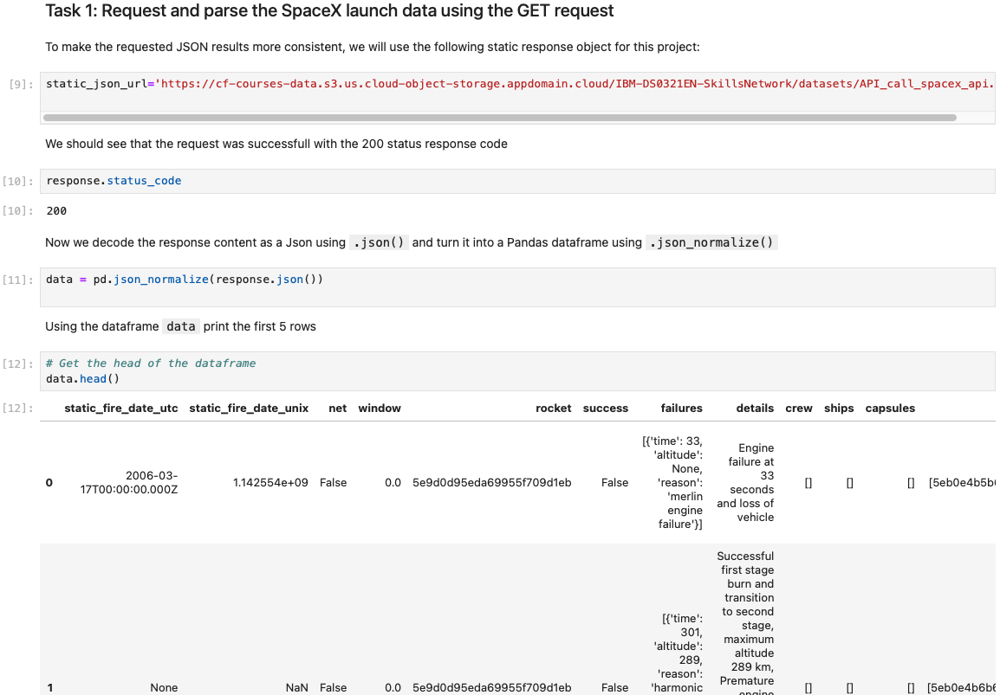 Task 1: Request and parse the SpaceX launch data using the GET request
To make the requested JSON results more consistent, we will use the following static response object for this project:
[9]: static_json_url='https://cf-courses-data.s3.us.cloud-object-storage.appdomain.cloud/IBM-DS0321EN-SkillsNetwork/datasets/API_call_spacex_api.
We should see that the request was successfull with the 200 status response code
[10]: response.status_code
[10]: 200
Now we decode the response content as a Json using .json() and turn it into a Pandas dataframe using .json_normalize()
[11]: data = pd.json_normalize(response.json())
Using the dataframe data print the first 5 rows
[12]: # Get the head of the dataframe
data.head()
[12]: static_fire_date_utc static_fire_date_unix net window rocket success failures details crew ships capsules
0 2006-03-17T00:00:00.000Z 1.142554e+09 False 0.0 5e9d0d95eda69955f709d1eb False [{'time': 33, 'altitude': None, 'reason': 'merlin engine failure'}] Engine failure at 33 seconds and loss of vehicle [] [] [] [5eb0e4b5b
1 None NaN False 0.0 5e9d0d95eda69955f709d1eb False [{'time': 301, 'altitude': 289, 'reason': 'harmonic Successful first stage burn and transition to second stage, maximum altitude 289 km, Premature engine [] [] [] [5eb0e4b6b